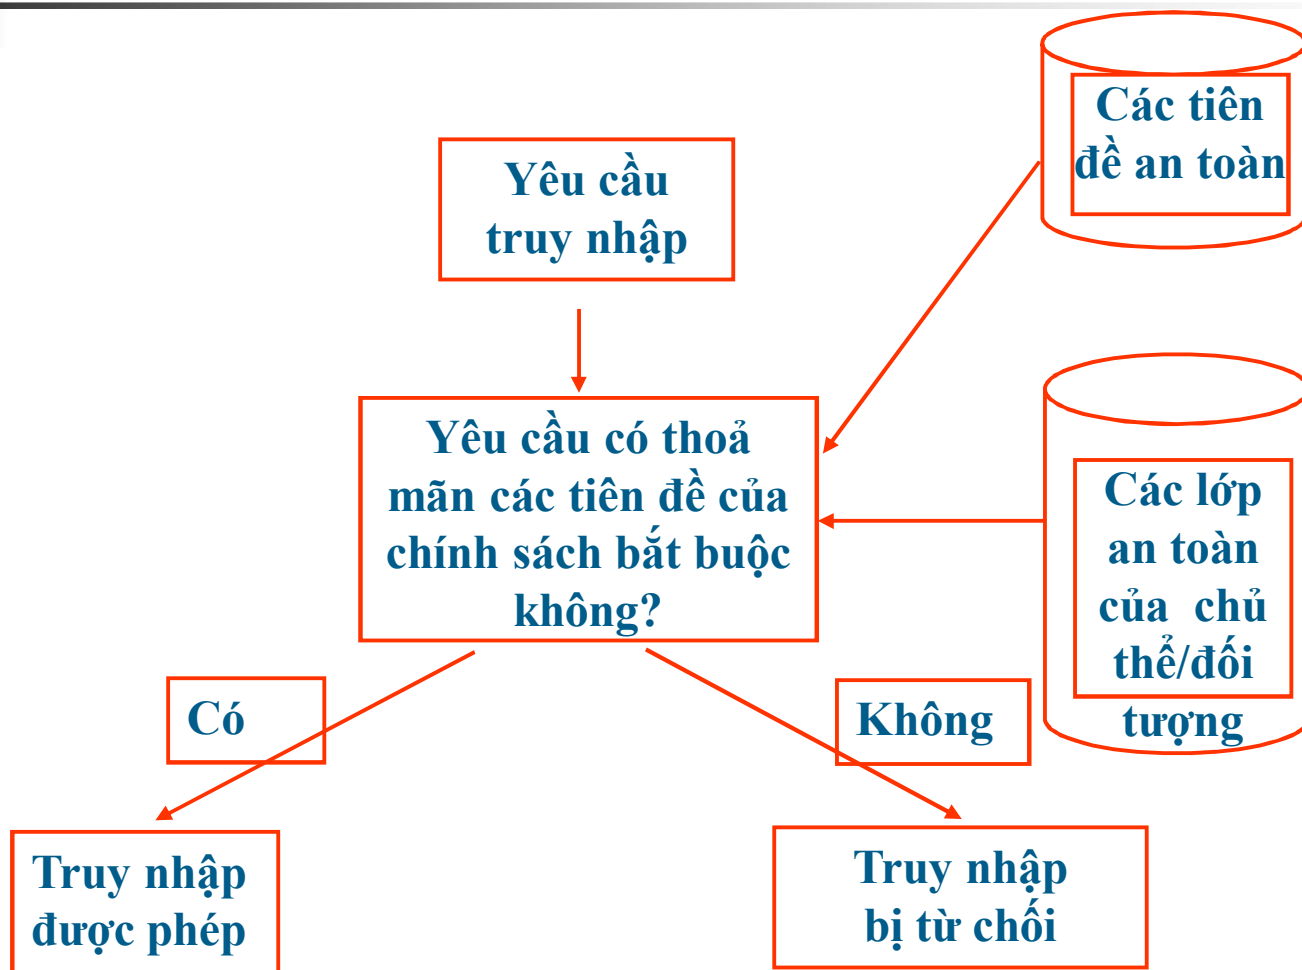 Các tiên
đề an toàn
Yêu cầu
truy nhập
Yêu cầu có thoả
mãn các tiên đề của
chính sách bắt buộc
không?
Các lớp
an toàn
của chủ
thể/đối
tượng
Có
Không
Truy nhập
được phép
Truy nhập
bị từ chối